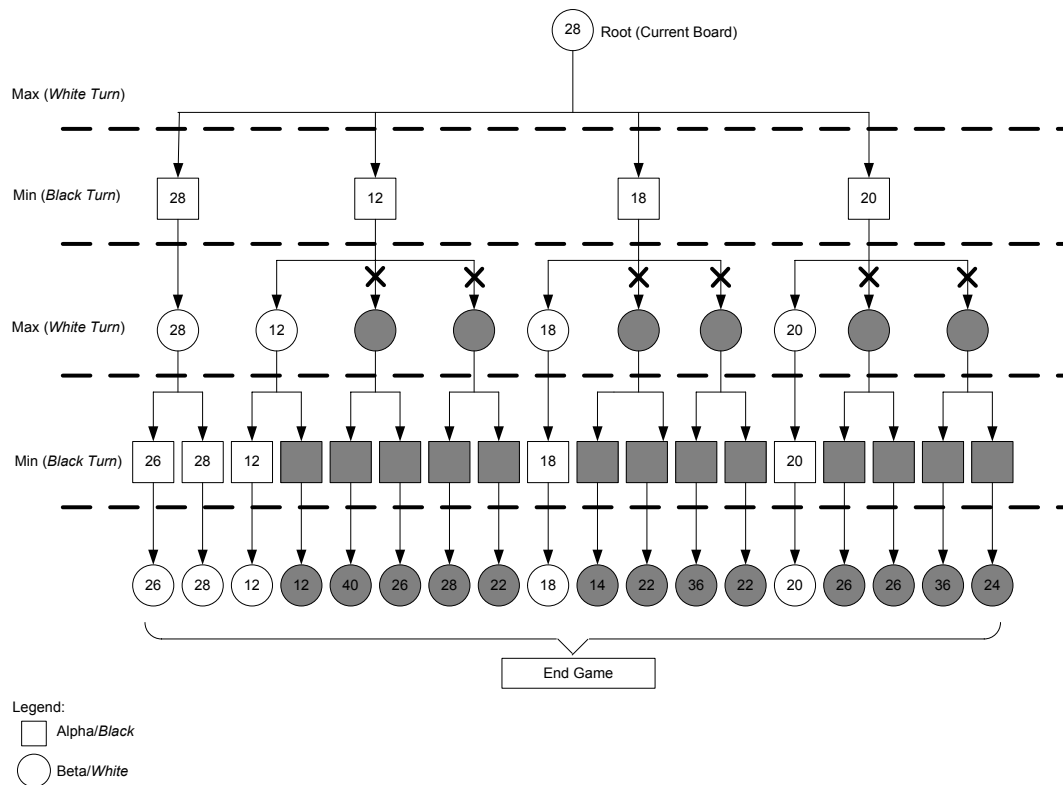 28 Root (Current Board)
Max (White Turn)
Min (Black Turn) 28 12 18 20
Max (White Turn) 28 12 18 20
Min (Black Turn) 26 28 12 18 20
26 28 12 12 40 26 28 22 18 14 22 36 22 20 26 26 36 24
End Game
Legend:
Alpha/Black
Beta/White